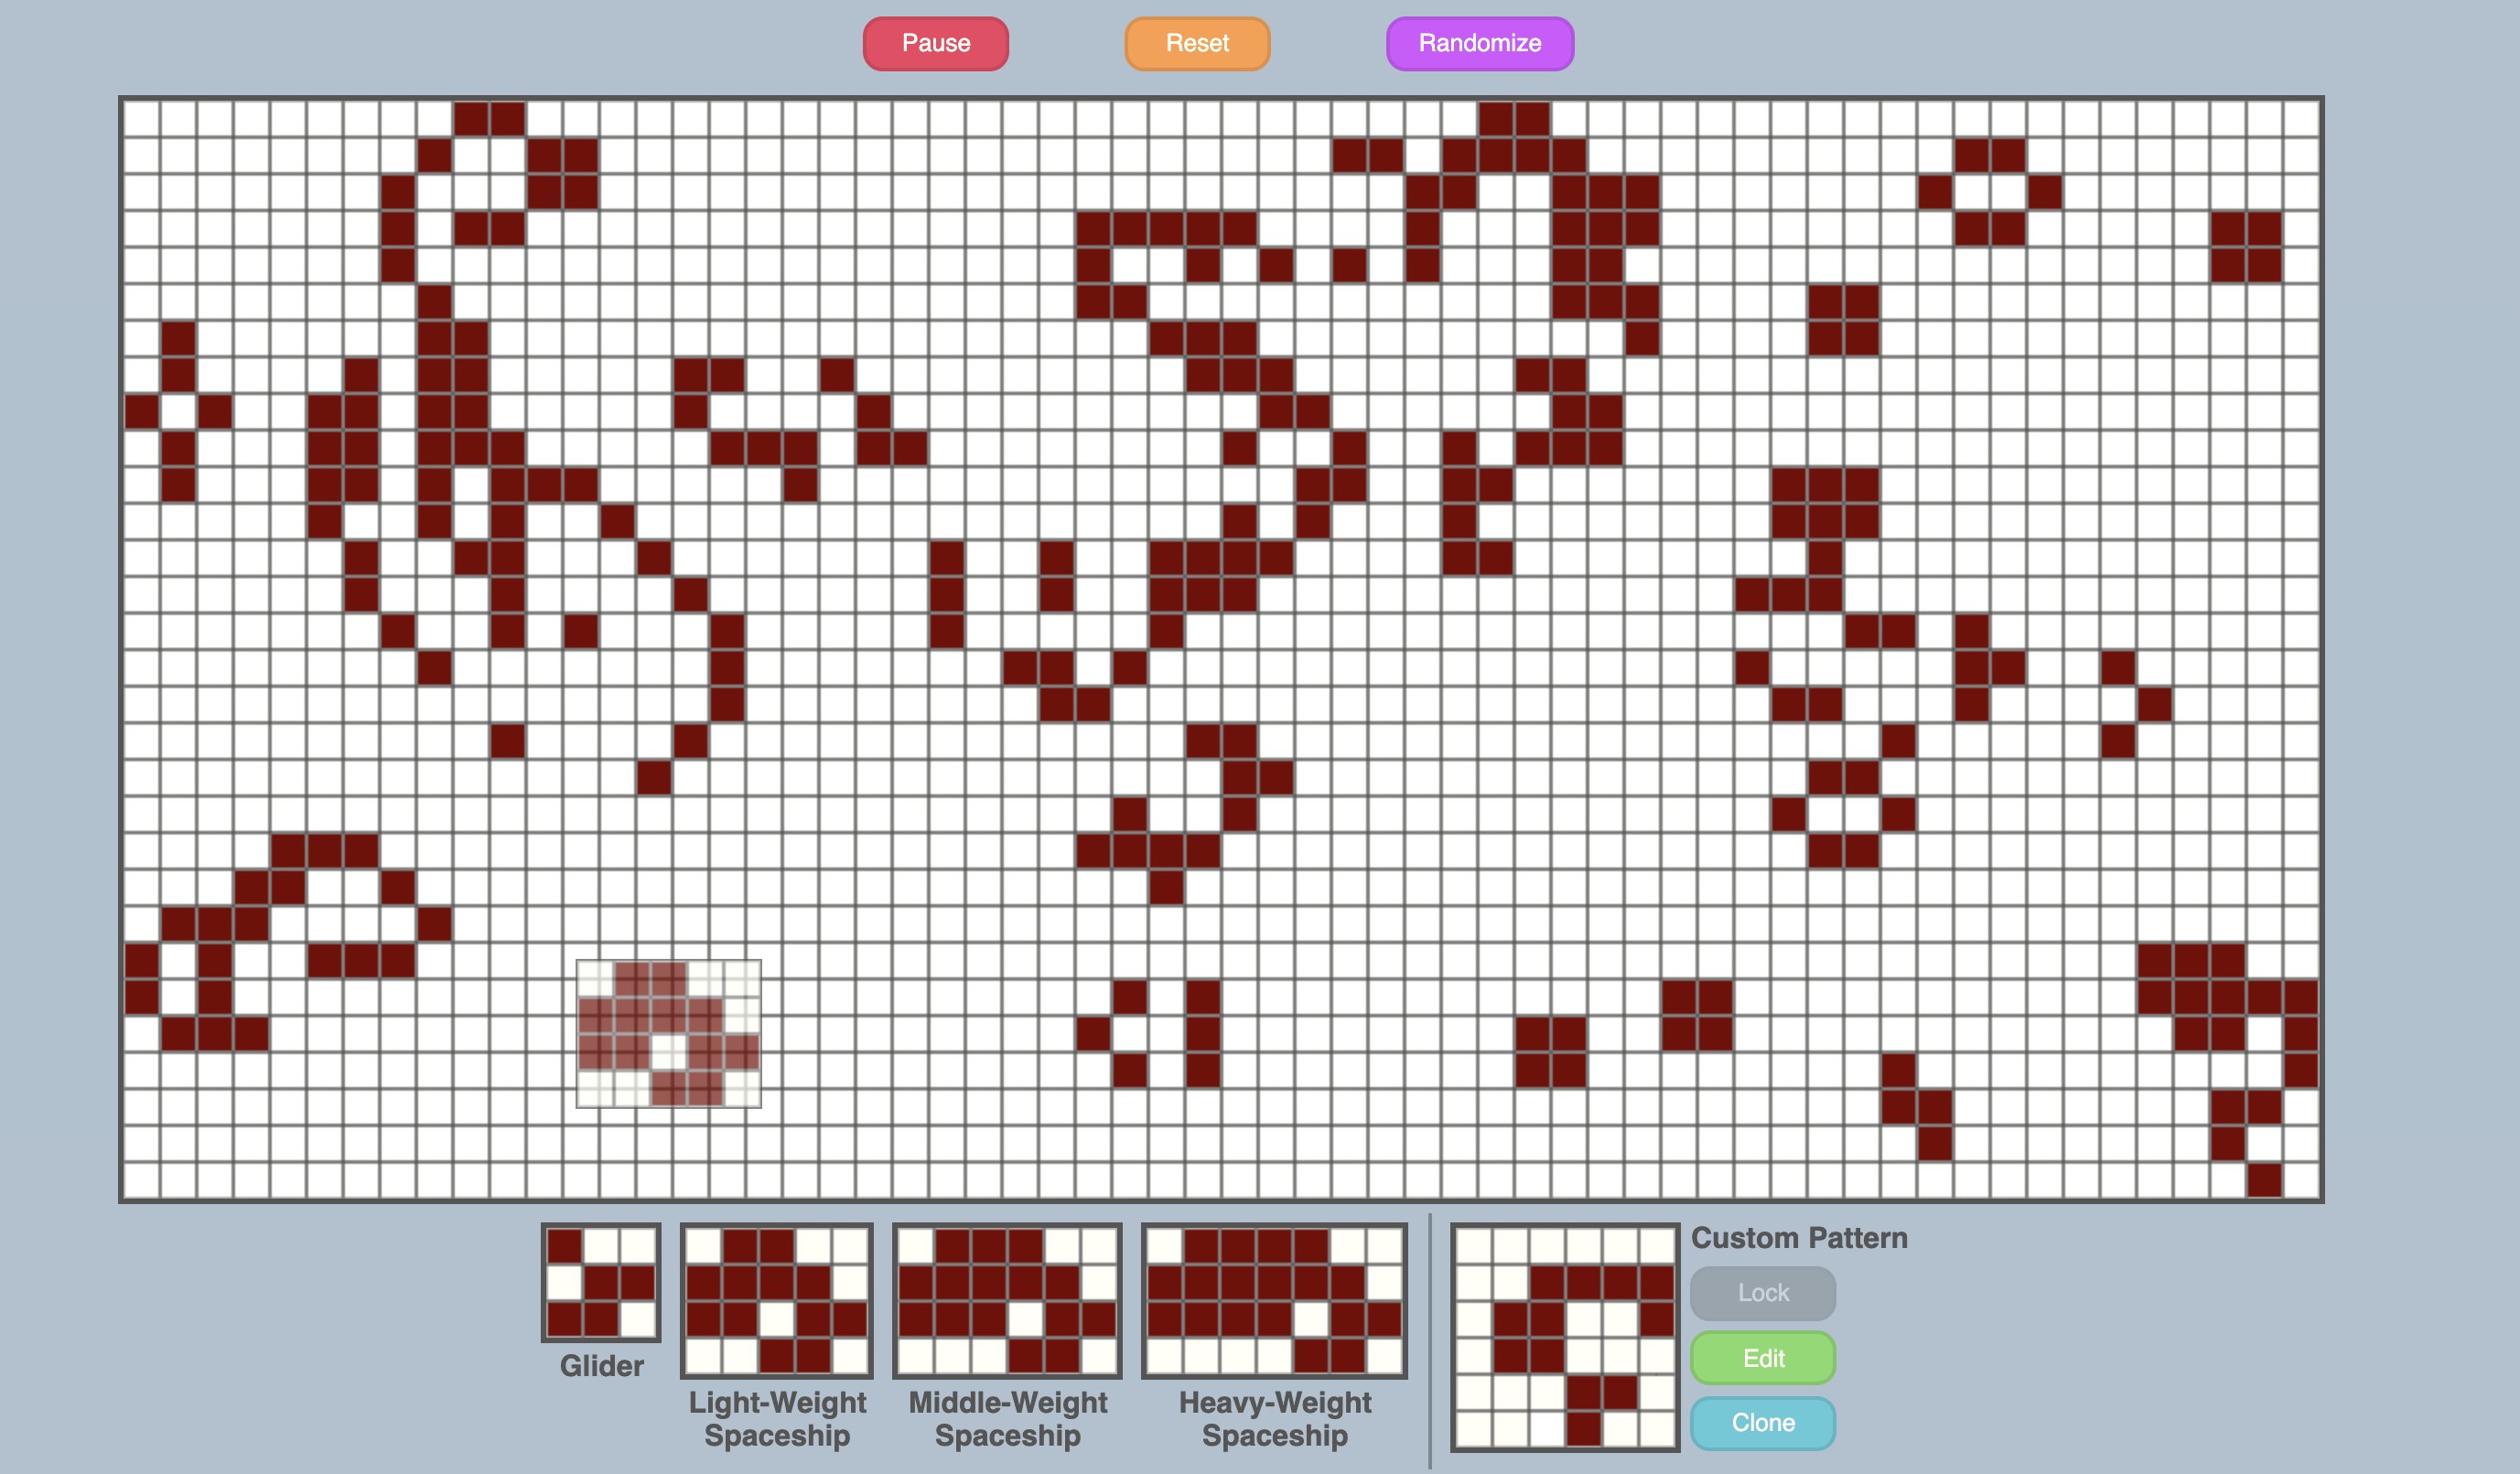 Pause
Reset
Randomize
Glider
Light-Weight
Spaceship
Middle-Weight
Spaceship
Heavy-Weight
Spaceship
Custom Pattern
Lock
Edit
Clone